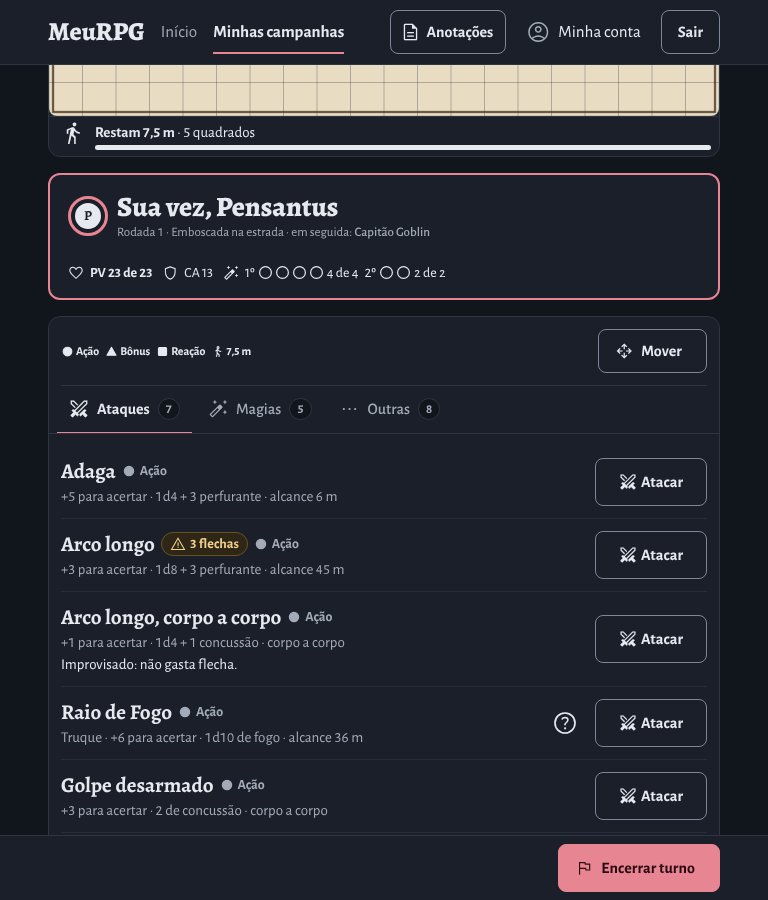 MeuRPG Início Minhas campanhas Anotações Minha conta Sair
Restam 7,5 m · 5 quadrados
P
Sua vez, Pensantus
Rodada 1 · Emboscada na estrada · em seguida: Capitão Goblin
PV 23 de 23 CA 13 1º 4 de 4 2º 2 de 2
Ação Bônus Reação 7,5 m Mover
Ataques 7 Magias 5 Outras 8
Adaga Ação
+5 para acertar · 1d4 + 3 perfurante · alcance 6 m
Atacar
Arco longo 3 flechas Ação
+3 para acertar · 1d8 + 3 perfurante · alcance 45 m
Atacar
Arco longo, corpo a corpo Ação
+1 para acertar · 1d4 + 1 concussão · corpo a corpo
Improvisado: não gasta flecha.
Atacar
Raio de Fogo Ação
Truque · +6 para acertar · 1d10 de fogo · alcance 36 m
Atacar
Golpe desarmado Ação
+3 para acertar · 2 de concussão · corpo a corpo
Atacar
Encerrar turno